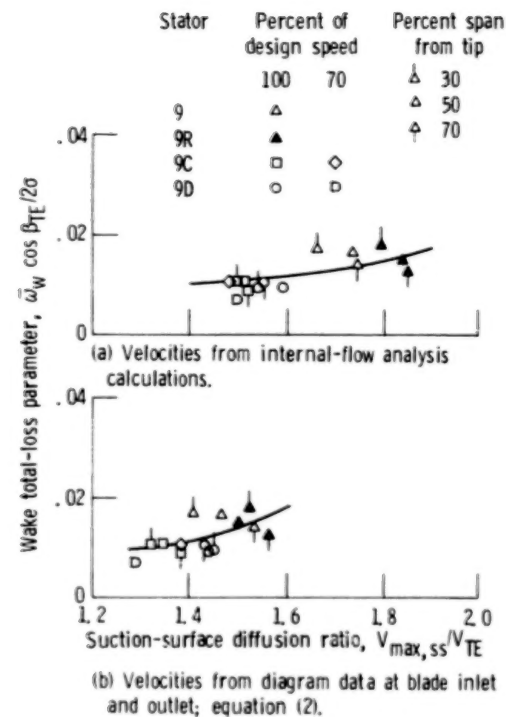 Stator Percent of design speed Percent span from tip
100 70
30
50
70
9
9R
9C
9D
.04
.02
0
Wake total-loss parameter, ω̄w cos βTE/2σ
(a) Velocities from internal-flow analysis
calculations.
.04
.02
0
1.2 1.4 1.6 1.8 2.0
Suction-surface diffusion ratio, Vmax, ss/VTE
(b) Velocities from diagram data at blade inlet
and outlet; equation (2).